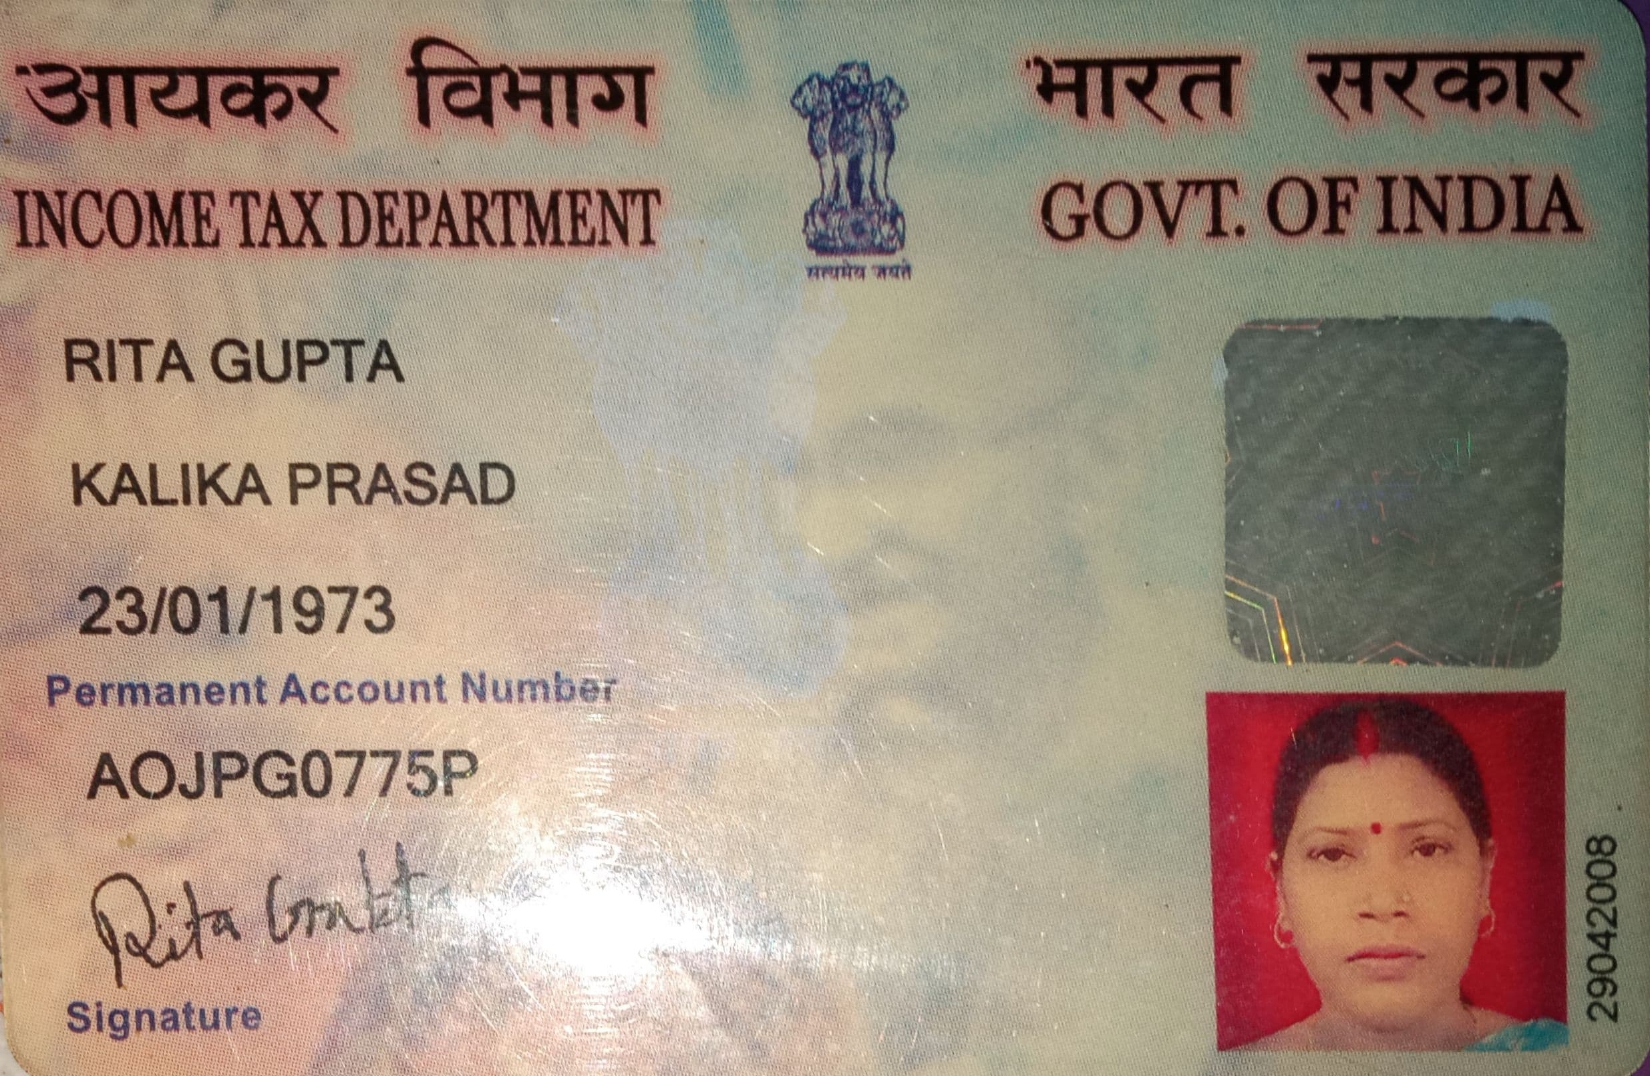 आयकर विभाग
INCOME TAX DEPARTMENT
सत्यमेव जयते
भारत सरकार
GOVT. OF INDIA
RITA GUPTA
KALIKA PRASAD
23/01/1973
Permanent Account Number
AOJPG0775P
Rita Gupta
Signature
29042008